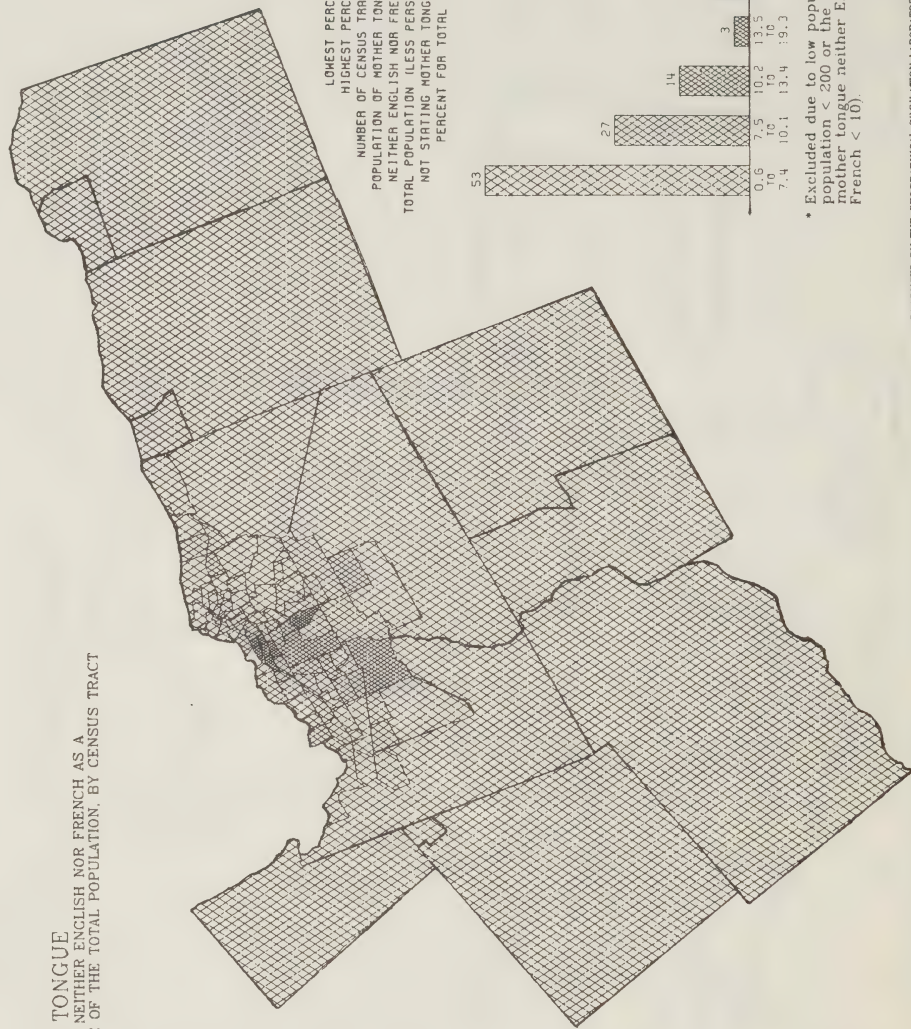 TONGUE
NEITHER ENGLISH NOR FRENCH AS A
OF THE TOTAL POPULATION, BY CENSUS TRACT
LOWEST PERC
HIGHEST PERC
NUMBER OF CENSUS TRA
POPULATION OF MOTHER TON
NEITHER ENGLISH NOR FRE
TOTAL POPULATION (LESS PERS
NOT STATING MOTHER TONG
PERCENT FOR TOTAL
53
27
14
3
0.6 TO 7.4
7.5 TO 10.1
10.2 TO 13.4
13.5 TO 19.3
* Excluded due to low popu
population < 200 or the
mother tongue neither E
French < 10).